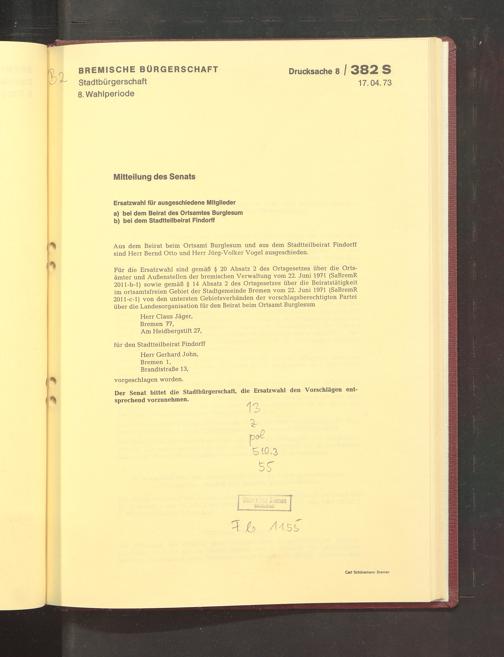 B2
BREMISCHE BÜRGERSCHAFT
Stadtbürgerschaft
8. Wahlperiode
Drucksache 8 / 382 S
17.04.73
Mitteilung des Senats
Ersatzwahl für ausgeschiedene Mitglieder
a) bei dem Beirat des Ortsamtes Burglesum
b) bei dem Stadtteilbeirat Findorff
Aus dem Beirat beim Ortsamt Burglesum und aus dem Stadtteilbeirat Findorff
sind Herr Bernd Otto und Herr Jörg-Volker Vogel ausgeschieden.
Für die Ersatzwahl sind gemäß § 20 Absatz 2 des Ortsgesetzes über die Orts-
ämter und Außenstellen der bremischen Verwaltung vom 22. Juni 1971 (SaBremR
2011-b-1) sowie gemäß § 14 Absatz 2 des Ortsgesetzes über die Beiratstätigkeit
im ortsamtsfreien Gebiet der Stadtgemeinde Bremen vom 22. Juni 1971 (SaBremR
2011-c-1) von den untersten Gebietsverbänden der vorschlagsberechtigten Partei
über die Landesorganisation für den Beirat beim Ortsamt Burglesum
Herr Claus Jäger,
Bremen 77,
Am Heidbergstift 27,
für den Stadtteilbeirat Findorff
Herr Gerhard John,
Bremen 1,
Brandtstraße 13,
vorgeschlagen worden.
Der Senat bittet die Stadtbürgerschaft, die Ersatzwahl den Vorschlägen ent-
sprechend vorzunehmen.
13
2
pol
510.3
55
1155
Carl Schünemann Bremen